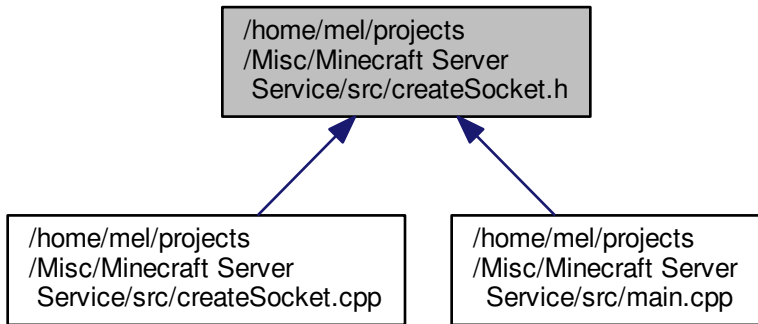 /home/mel/projects
/Misc/Minecraft Server
Service/src/createSocket.h
/home/mel/projects
/Misc/Minecraft Server
Service/src/createSocket.cpp
/home/mel/projects
/Misc/Minecraft Server
Service/src/main.cpp